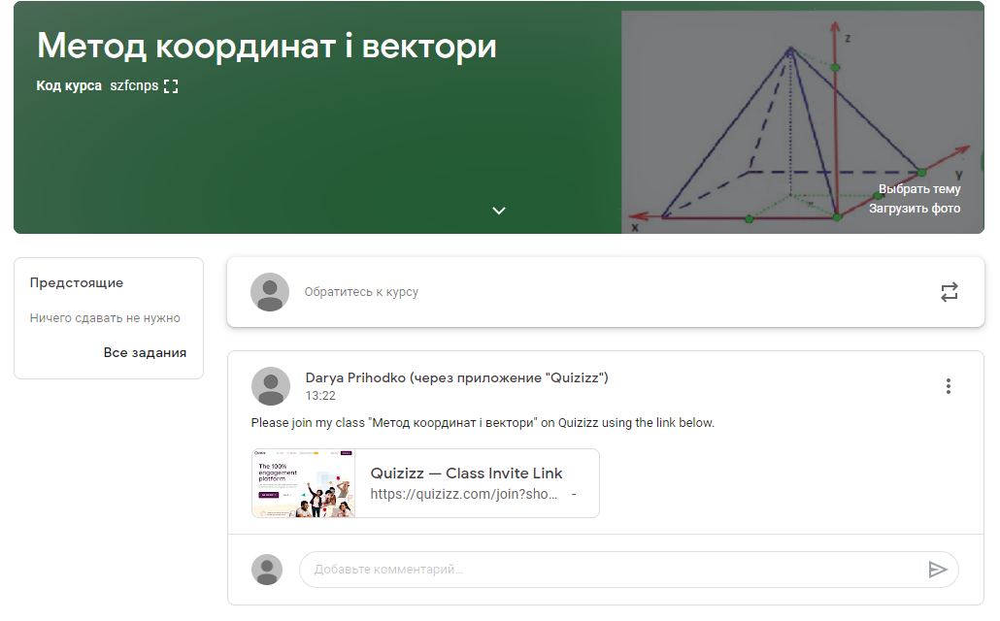 Метод координат і вектори
Код курса szfcnps
z
y
x
Выбрать тему
Загрузить фото
Предстоящие
Ничего сдавать не нужно
Все задания
Обратитесь к курсу
Darya Prihodko (через приложение "Quizizz")
13:22
Please join my class "Метод координат і вектори" on Quizizz using the link below.
The 100%
engagement
platform
Quizizz — Class Invite Link
https://quizizz.com/join?sho... -
Добавьте комментарий...